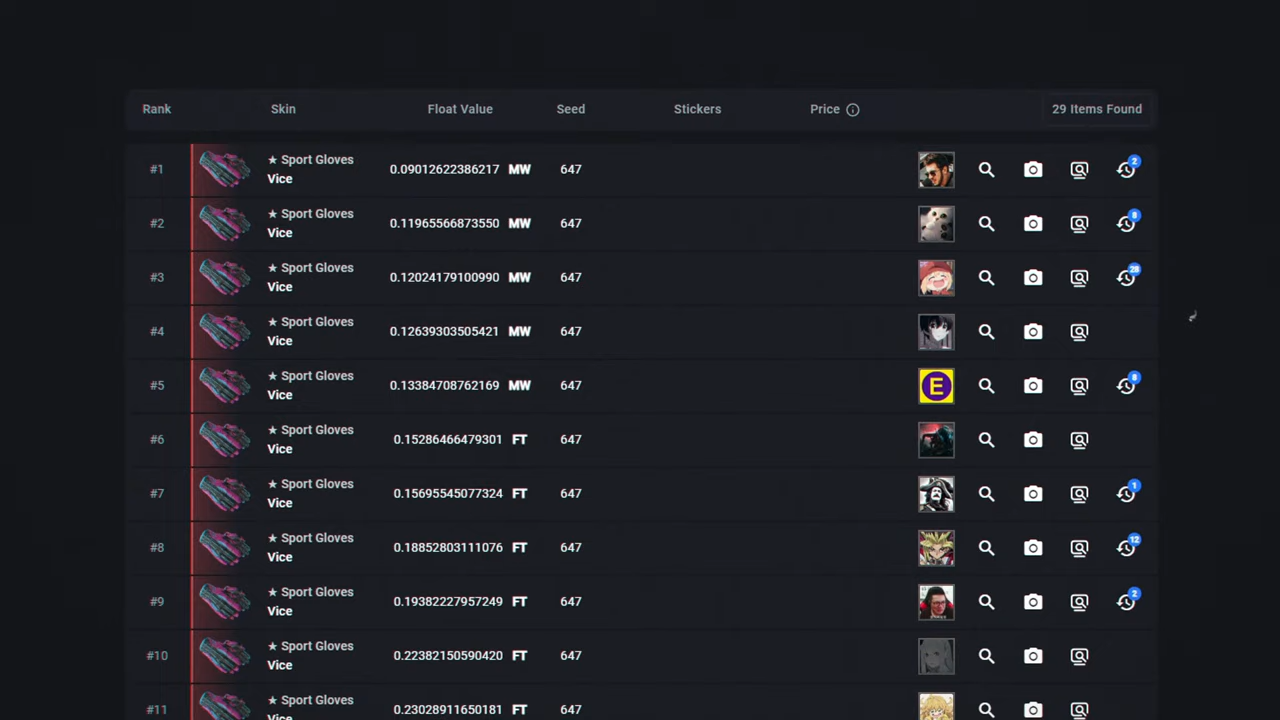 Rank Skin Float Value Seed Stickers Price 29 Items Found
#1 ★ Sport Gloves Vice 0.09012622386217 MW 647 2
#2 ★ Sport Gloves Vice 0.11965566873550 MW 647 8
#3 ★ Sport Gloves Vice 0.12024179100990 MW 647 28
#4 ★ Sport Gloves Vice 0.12639303505421 MW 647
#5 ★ Sport Gloves Vice 0.13384708762169 MW 647 E 8
#6 ★ Sport Gloves Vice 0.15286466479301 FT 647
#7 ★ Sport Gloves Vice 0.15695545077324 FT 647 1
#8 ★ Sport Gloves Vice 0.18852803111076 FT 647 12
#9 ★ Sport Gloves Vice 0.19382227957249 FT 647 2
#10 ★ Sport Gloves Vice 0.22382150590420 FT 647
#11 ★ Sport Gloves Vice 0.23028911650181 FT 647